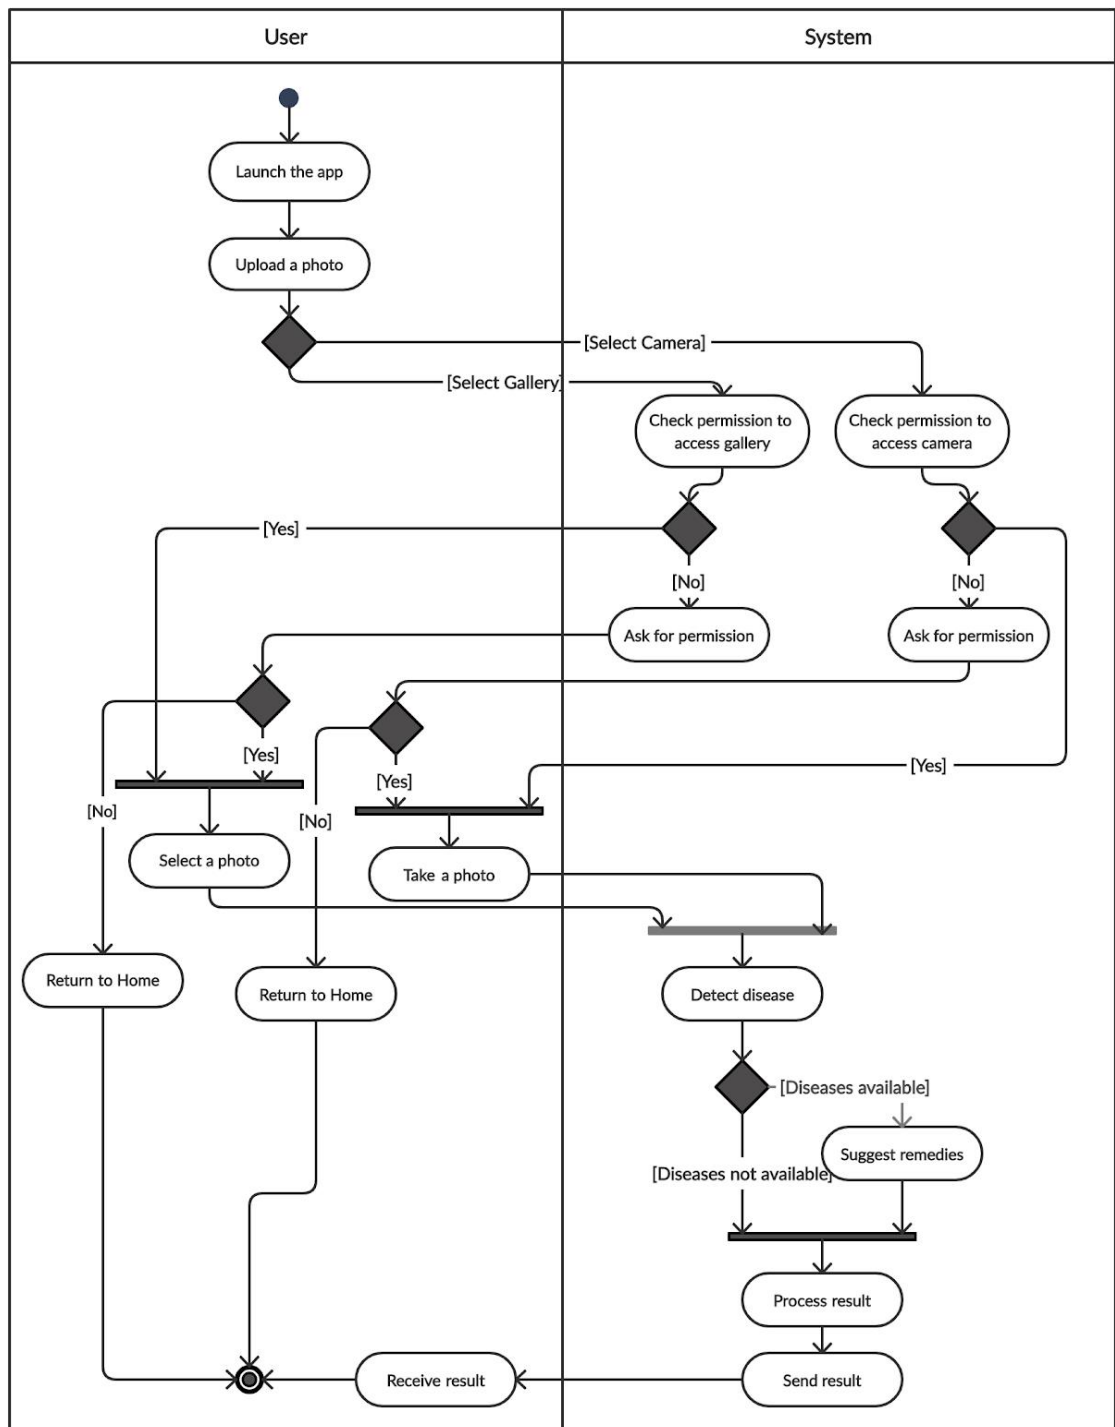 User
System
Launch the app
Upload a photo
[Select Camera]
[Select Gallery]
Check permission to
access gallery
Check permission to
access camera
[Yes]
[No]
[No]
Ask for permission
Ask for permission
[Yes]
[Yes]
[Yes]
[No]
[No]
Select a photo
Take a photo
Return to Home
Return to Home
Detect disease
[Diseases available]
Suggest remedies
[Diseases not available]
Process result
Receive result
Send result